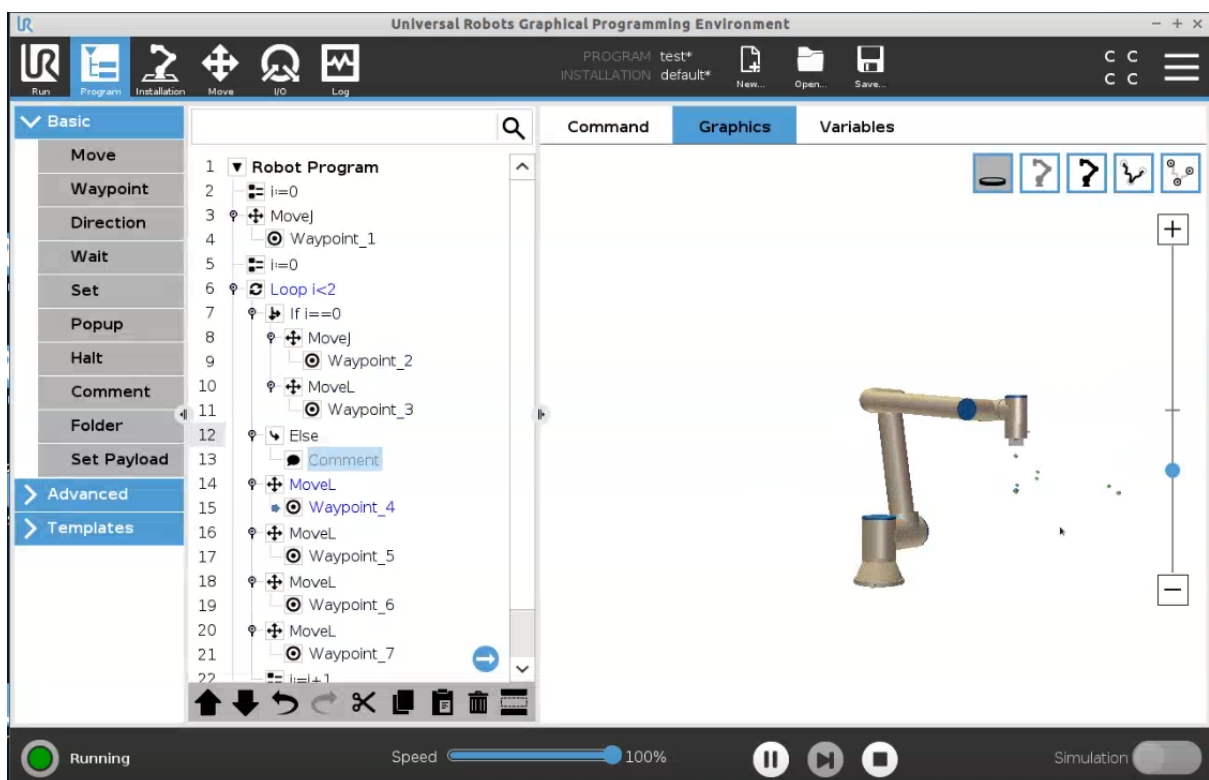 UR
Universal Robots Graphical Programming Environment
UR
Run
Program
Installation
Move
I/O
Log
PROGRAM test*
INSTALLATION default*
New...
Open...
Save...
C C
C C
Basic
Move
Waypoint
Direction
Wait
Set
Popup
Halt
Comment
Folder
Set Payload
Advanced
Templates
1 Robot Program
2 i:=0
3 MoveJ
4 Waypoint_1
5 i:=0
6 Loop i<2
7 If i==0
8 MoveJ
9 Waypoint_2
10 MoveL
11 Waypoint_3
12 Else
13 Comment
14 MoveL
15 Waypoint_4
16 MoveL
17 Waypoint_5
18 MoveL
19 Waypoint_6
20 MoveL
21 Waypoint_7
22 i:=i+1
Command
Graphics
Variables
Running
Speed
100%
Simulation